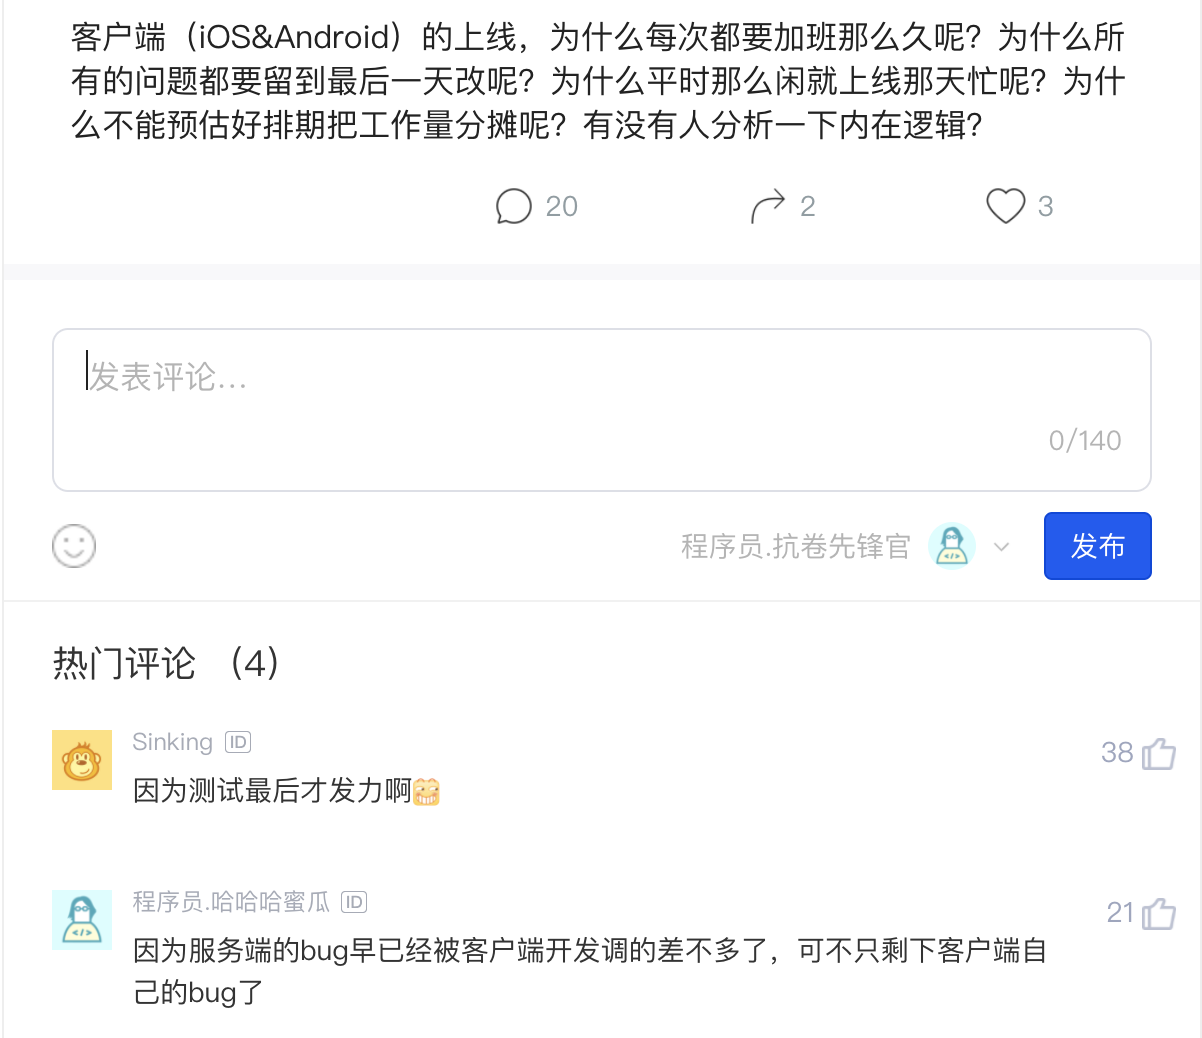 客户端（iOS&Android）的上线，为什么每次都要加班那么久呢？为什么所
有的问题都要留到最后一天改呢？为什么平时那么闲就上线那天忙呢？为什
么不能预估好排期把工作量分摊呢？有没有人分析一下内在逻辑？
20 2 3
发表评论…
0/140
程序员.抗卷先锋官 发布
热门评论 （4）
Sinking ID 38
因为测试最后才发力啊
程序员.哈哈哈蜜瓜 ID 21
因为服务端的bug早已经被客户端开发调的差不多了，可不只剩下客户端自
己的bug了